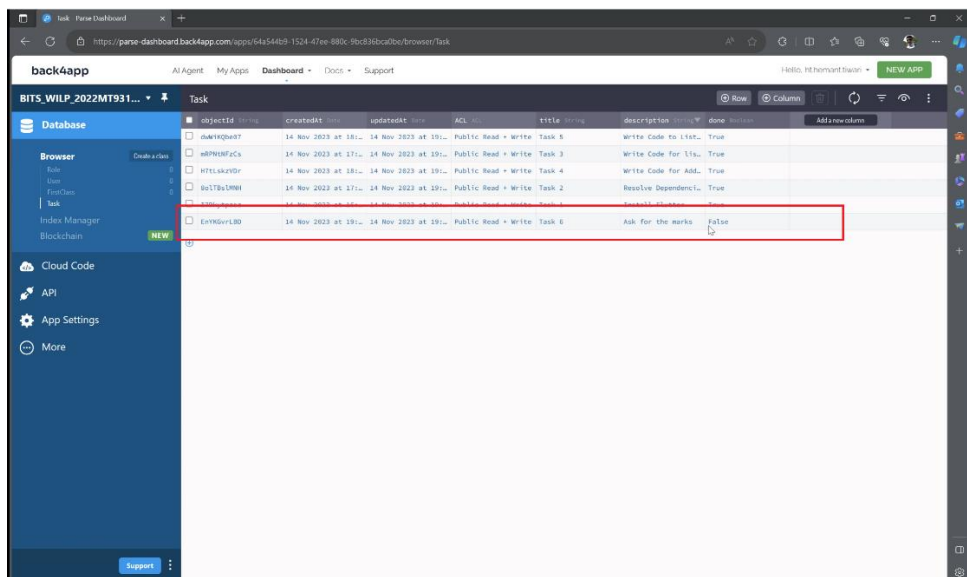 Task Parse Dashboard
https://parse-dashboard.back4app.com/apps/64a544b9-1524-47ee-880c-9bc836bca0be/browser/Task
back4app AI Agent My Apps Dashboard Docs Support Hello, ht.hemant.tiwari NEW APP
BITS_WILP_2022MT931... Task Row Column
Database objectId String createdAt Date updatedAt Date ACL ACL title String description String done Boolean Add a new column
14 Nov 2023 at 18:… 14 Nov 2023 at 19:… Public Read + Write Task 5 Write Code to List… True
Browser Create a class
mRPNtNFzCs 14 Nov 2023 at 17:… 14 Nov 2023 at 19:… Public Read + Write Task 3 Write Code for lis… True
Role 0
H7tLskzVDr 14 Nov 2023 at 18:… 14 Nov 2023 at 19:… Public Read + Write Task 4 Write Code for Add… True
User 0
FirstClass 0
14 Nov 2023 at 17:… 14 Nov 2023 at 19:… Public Read + Write Task 2 Resolve Dependenci… True
Task
Index Manager
EnYKGvrL8O 14 Nov 2023 at 19:… 14 Nov 2023 at 19:… Public Read + Write Task 6 Ask for the marks False
Blockchain NEW
Cloud Code
API
App Settings
More
Support